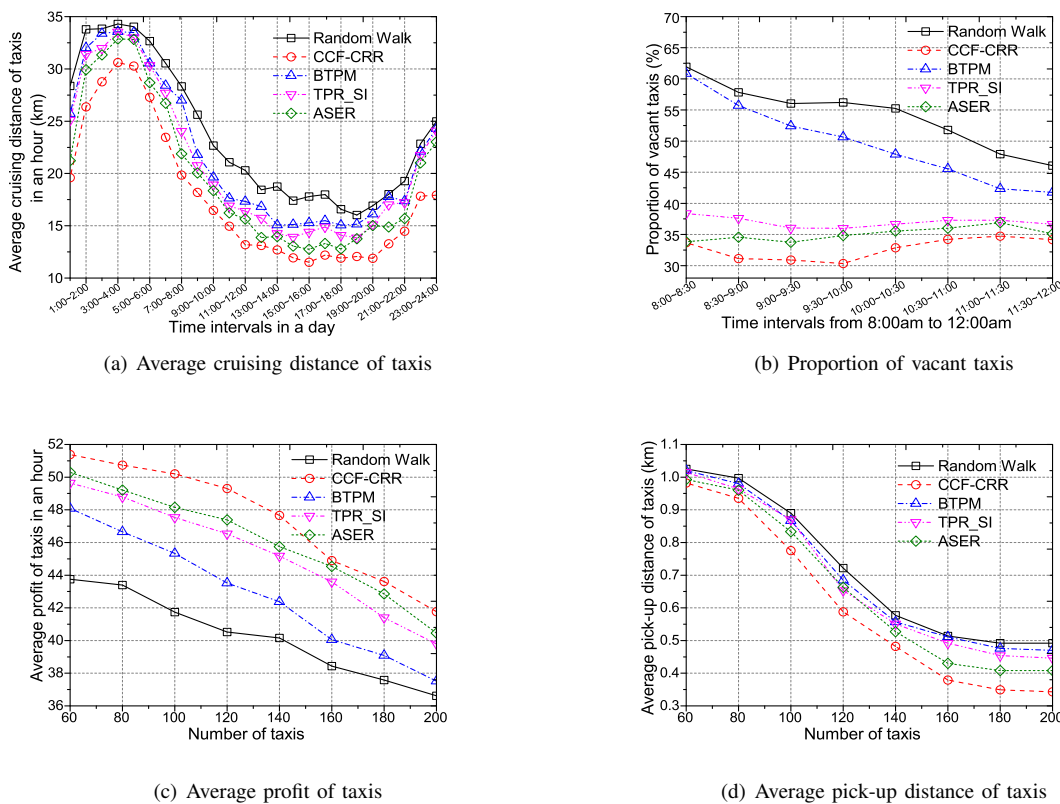 Average cruising distance of taxis
in an hour (km)
35
30
25
20
15
10
Random Walk
CCF-CRR
BTPM
TPR_SI
ASER
1:00~2:00
3:00~4:00
5:00~6:00
7:00~8:00
9:00~10:00
11:00~12:00
13:00~14:00
15:00~16:00
17:00~18:00
19:00~20:00
21:00~22:00
23:00~24:00
Time intervals in a day
(a) Average cruising distance of taxis
Proportion of vacant taxis (%)
70
65
60
55
50
45
40
35
30
Random Walk
CCF-CRR
BTPM
TPR_SI
ASER
8:00~8:30
8:30~9:00
9:00~9:30
9:30~10:00
10:00~10:30
10:30~11:00
11:00~11:30
11:30~12:00
Time intervals from 8:00am to 12:00am
(b) Proportion of vacant taxis
Average profit of taxis in an hour
52
50
48
46
44
42
40
38
36
Random Walk
CCF-CRR
BTPM
TPR_SI
ASER
60 80 100 120 140 160 180 200
Number of taxis
(c) Average profit of taxis
Average pick-up distance of taxis (km)
1.1
1.0
0.9
0.8
0.7
0.6
0.5
0.4
0.3
Random Walk
CCF-CRR
BTPM
TPR_SI
ASER
60 80 100 120 140 160 180 200
Number of taxis
(d) Average pick-up distance of taxis